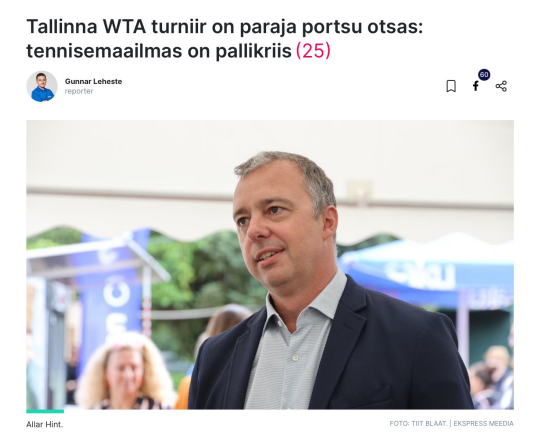 Tallinna WTA turniir on paraja portsu otsas:
tennisemaailmas on pallikriis (25)
Gunnar Leheste
reporter
60
Allar Hint.
FOTO: TIIT BLAAT. | EKSPRESS MEEDIA